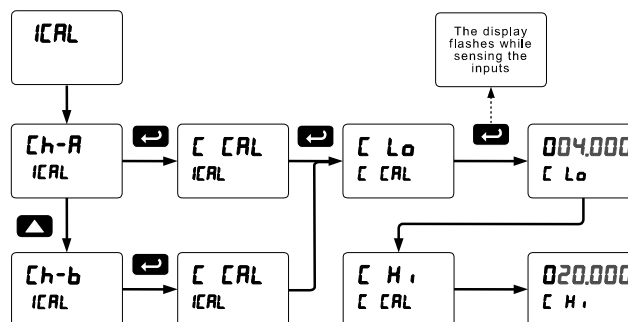 ICAL
The display
flashes while
sensing the
inputs
Ch-A
ICAL
C CAL
ICAL
C Lo
C CAL
004.000
C Lo
Ch-b
ICAL
C CAL
ICAL
C Hi
C CAL
020.000
C Hi